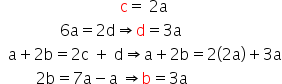 c = 2a
6a = 2d ⇒ d = 3a
a + 2b = 2c + d ⇒ a + 2b = 2(2a) + 3a
2b = 7a − a ⇒ b = 3a